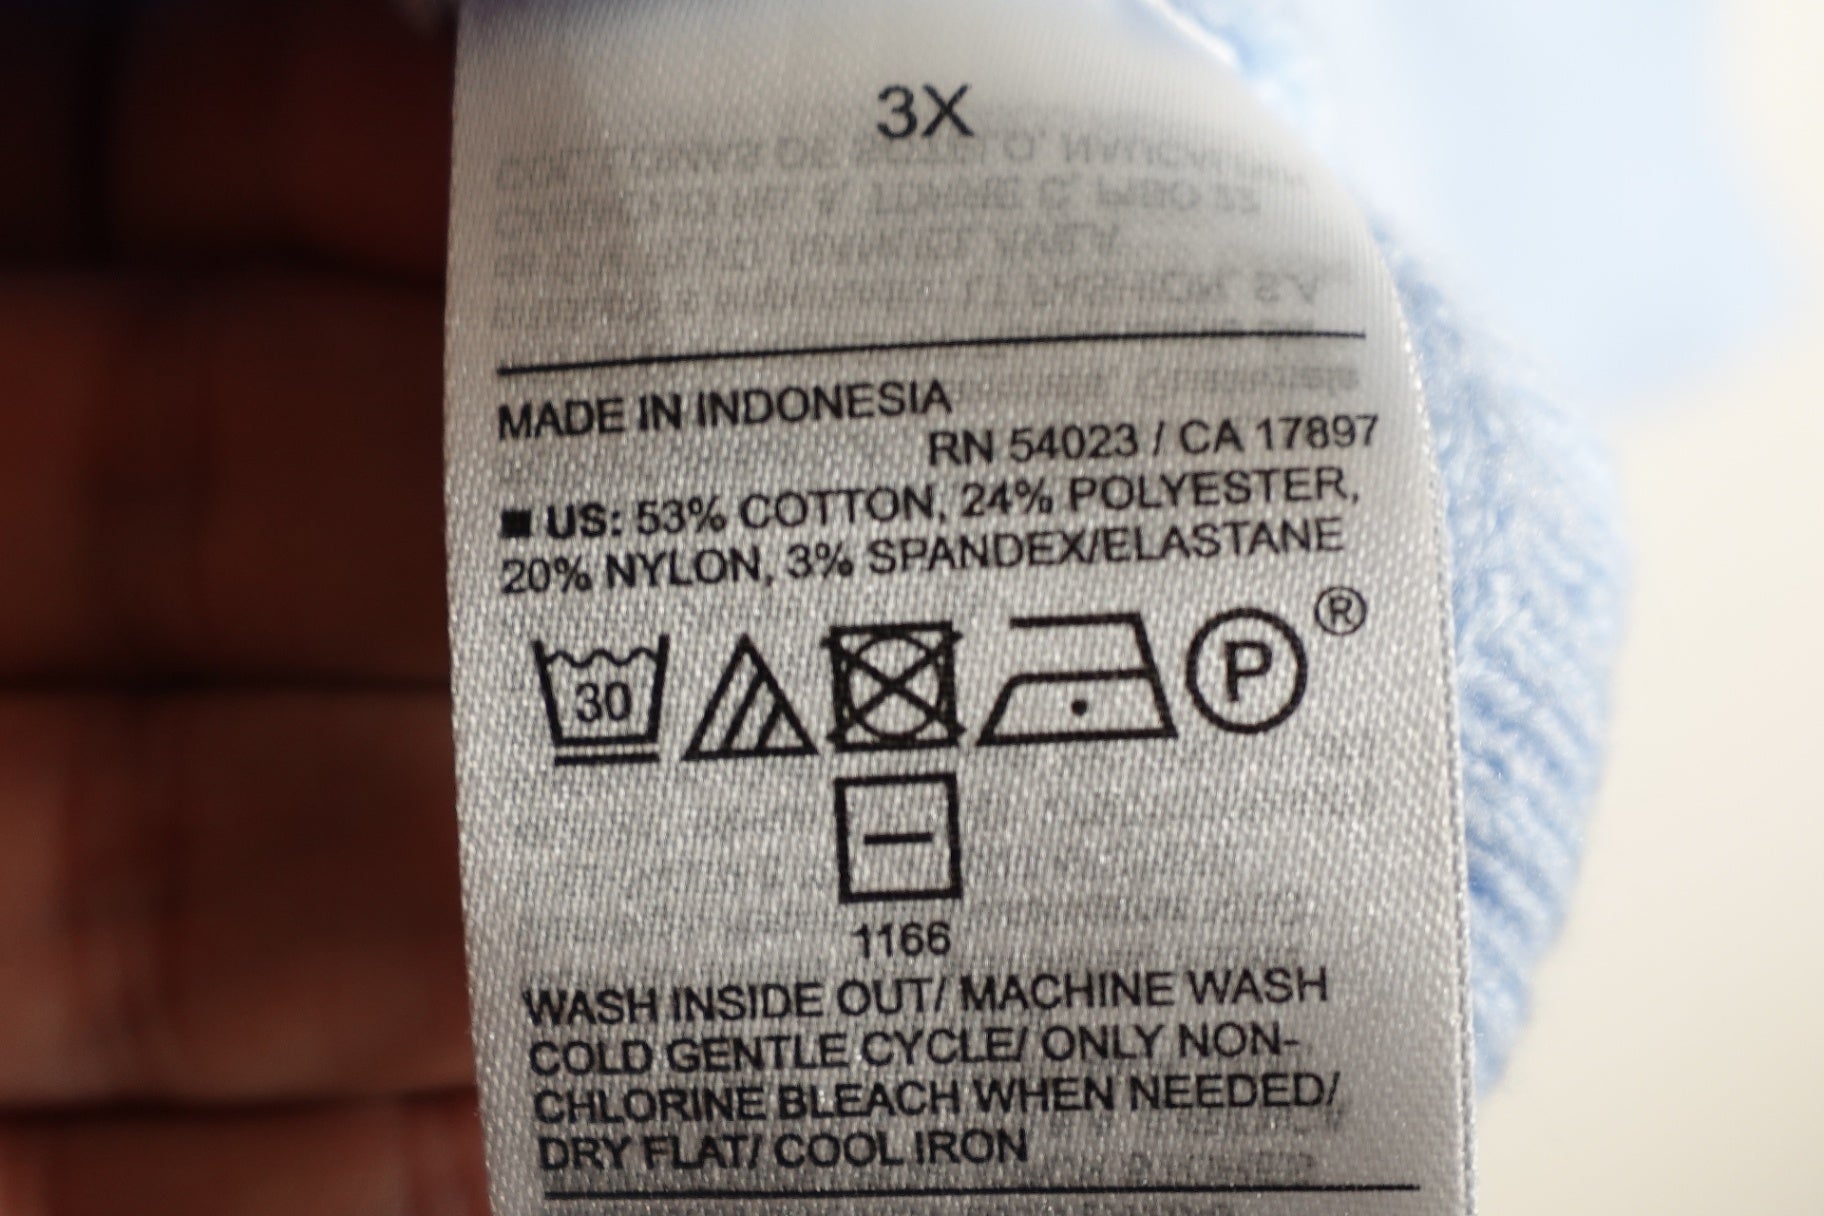 3X
MADE IN INDONESIA
RN 54023 / CA 17897
■ US: 53% COTTON, 24% POLYESTER,
20% NYLON, 3% SPANDEX/ELASTANE
30 P ®
1166
WASH INSIDE OUT/ MACHINE WASH
COLD GENTLE CYCLE/ ONLY NON-
CHLORINE BLEACH WHEN NEEDED/
DRY FLAT/ COOL IRON